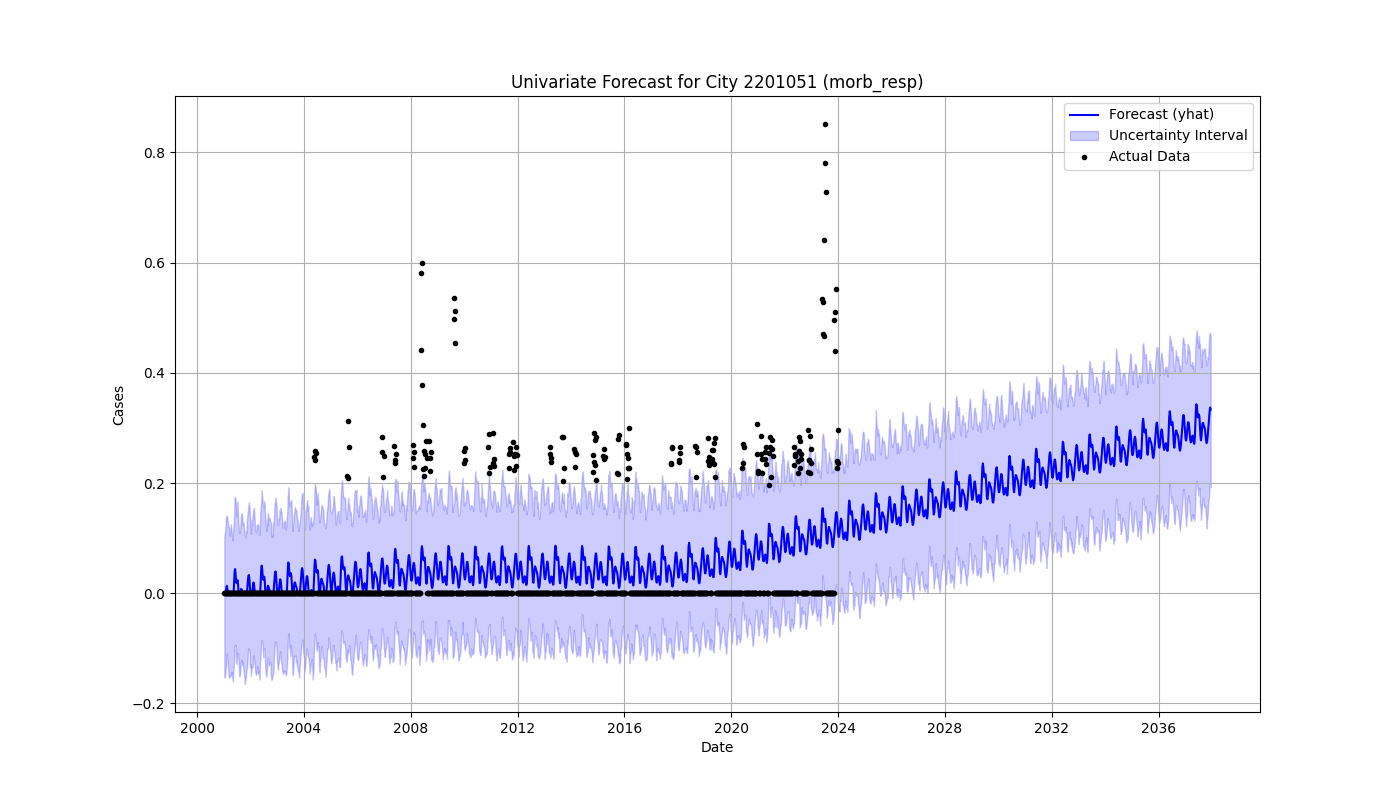 Univariate Forecast for City 2201051 (morb_resp)
Forecast (yhat)
Uncertainty Interval
Actual Data
Cases
0.8
0.6
0.4
0.2
0.0
−0.2
2000 2004 2008 2012 2016 2020 2024 2028 2032 2036
Date